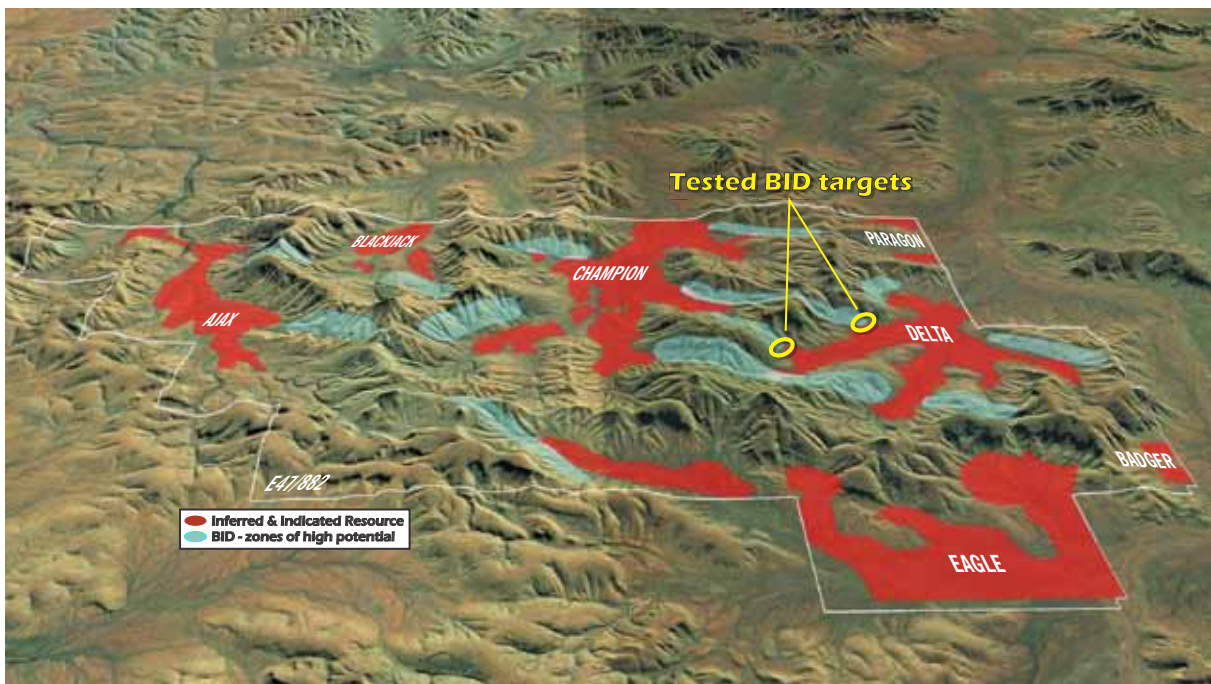 Tested BID targets
BLACKJACK
PARAGON
CHAMPION
AJAX
DELTA
BADGER
E47/882
Inferred & Indicated Resource
BID - zones of high potential
EAGLE